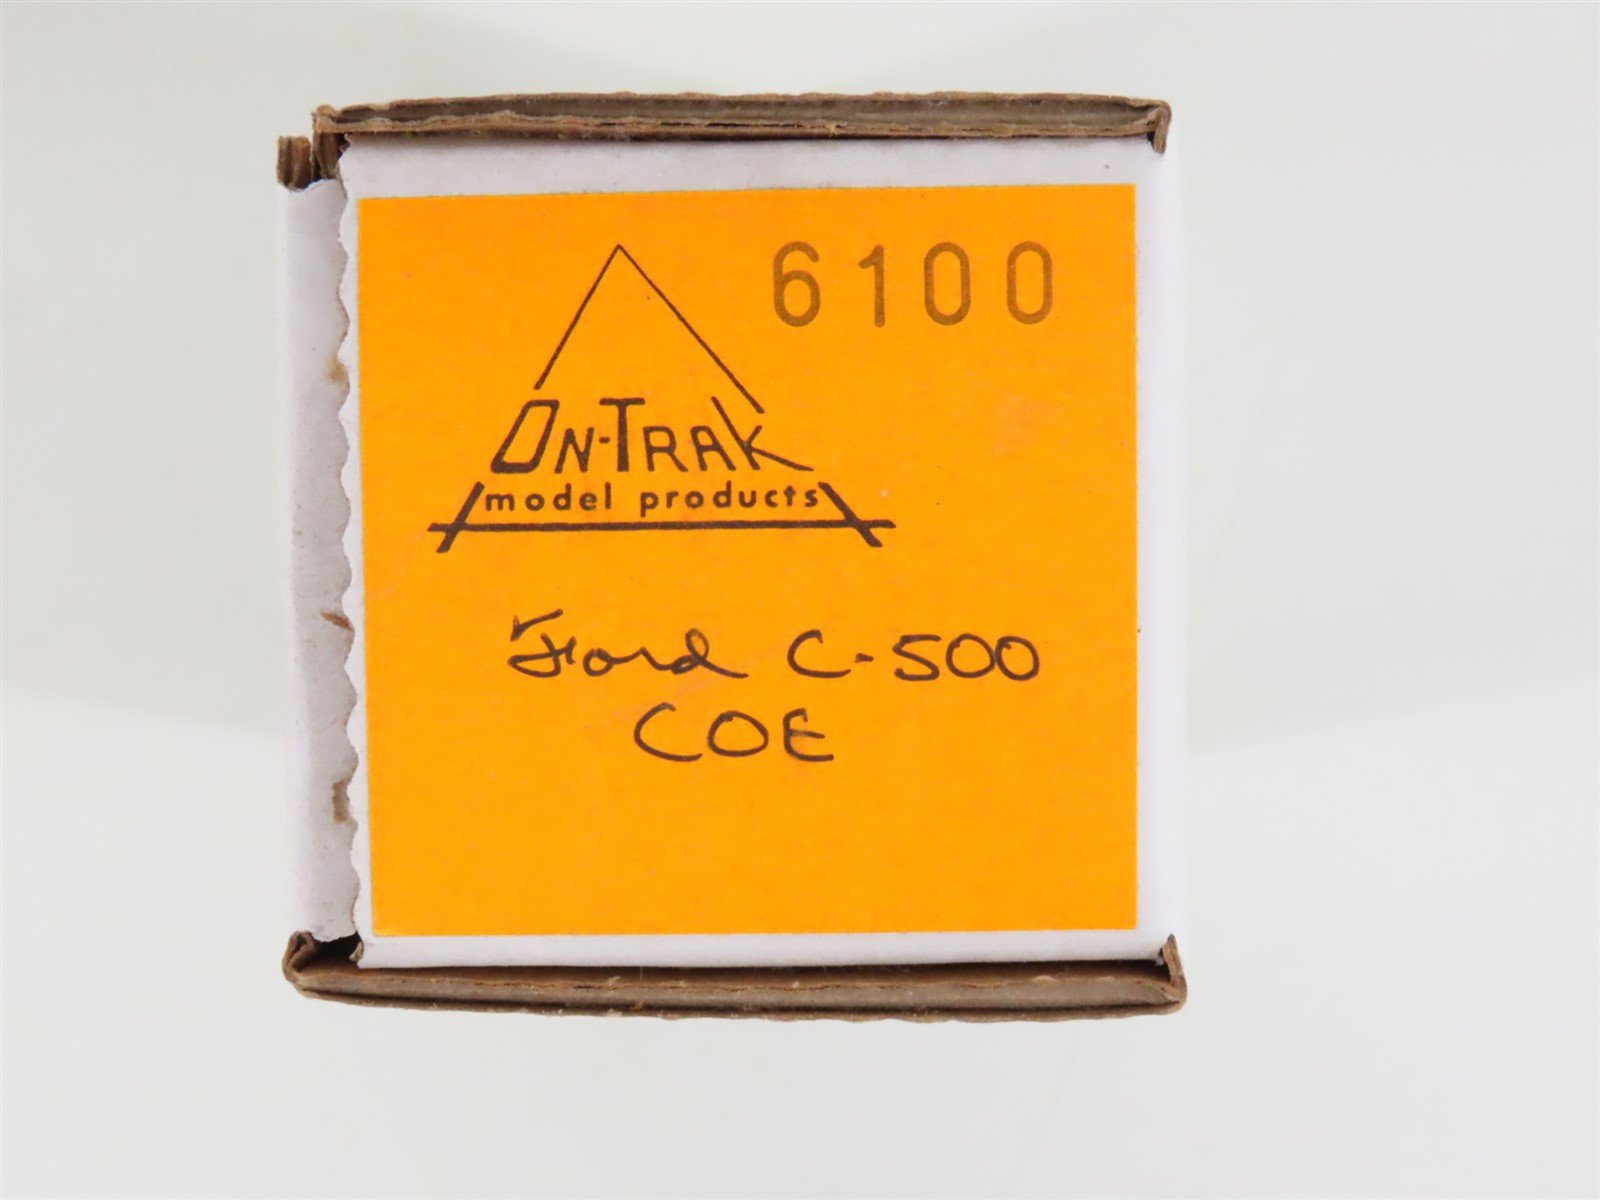 6100
On-Trak
model products
Ford C-500
COE